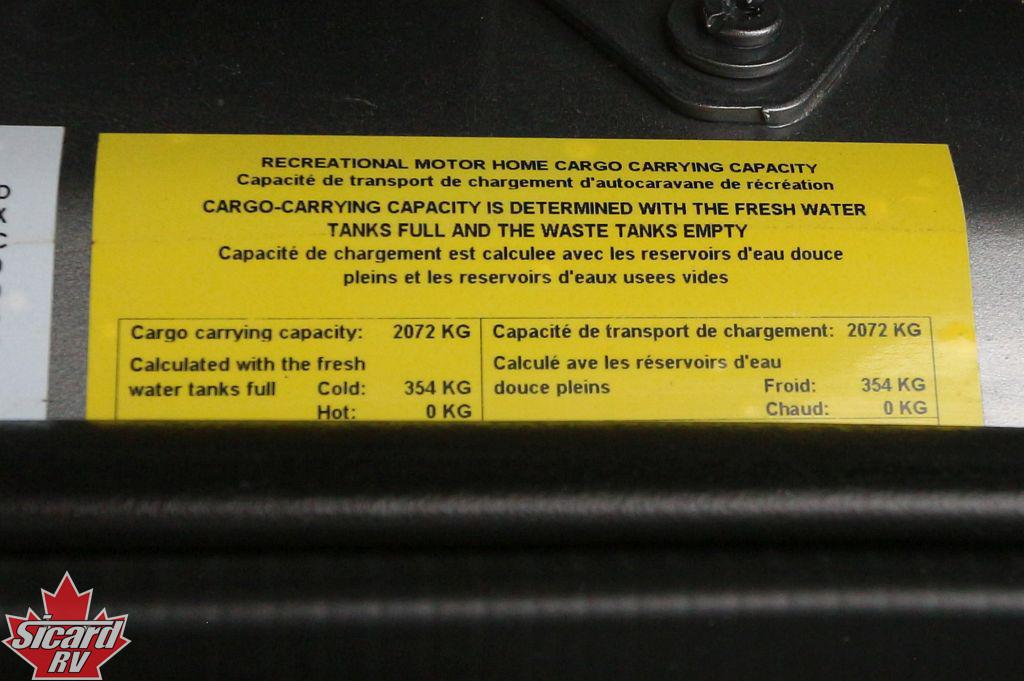 RECREATIONAL MOTOR HOME CARGO CARRYING CAPACITY
Capacité de transport de chargement d'autocaravane de récréation
CARGO-CARRYING CAPACITY IS DETERMINED WITH THE FRESH WATER
TANKS FULL AND THE WASTE TANKS EMPTY
Capacité de chargement est calculee avec les reservoirs d'eau douce
pleins et les reservoirs d'eaux usees vides
Cargo carrying capacity: 2072 KG
Calculated with the fresh
water tanks full Cold: 354 KG
Hot: 0 KG
Capacité de transport de chargement: 2072 KG
Calculé ave les réservoirs d'eau
douce pleins Froid: 354 KG
Chaud: 0 KG
Sicard
RV